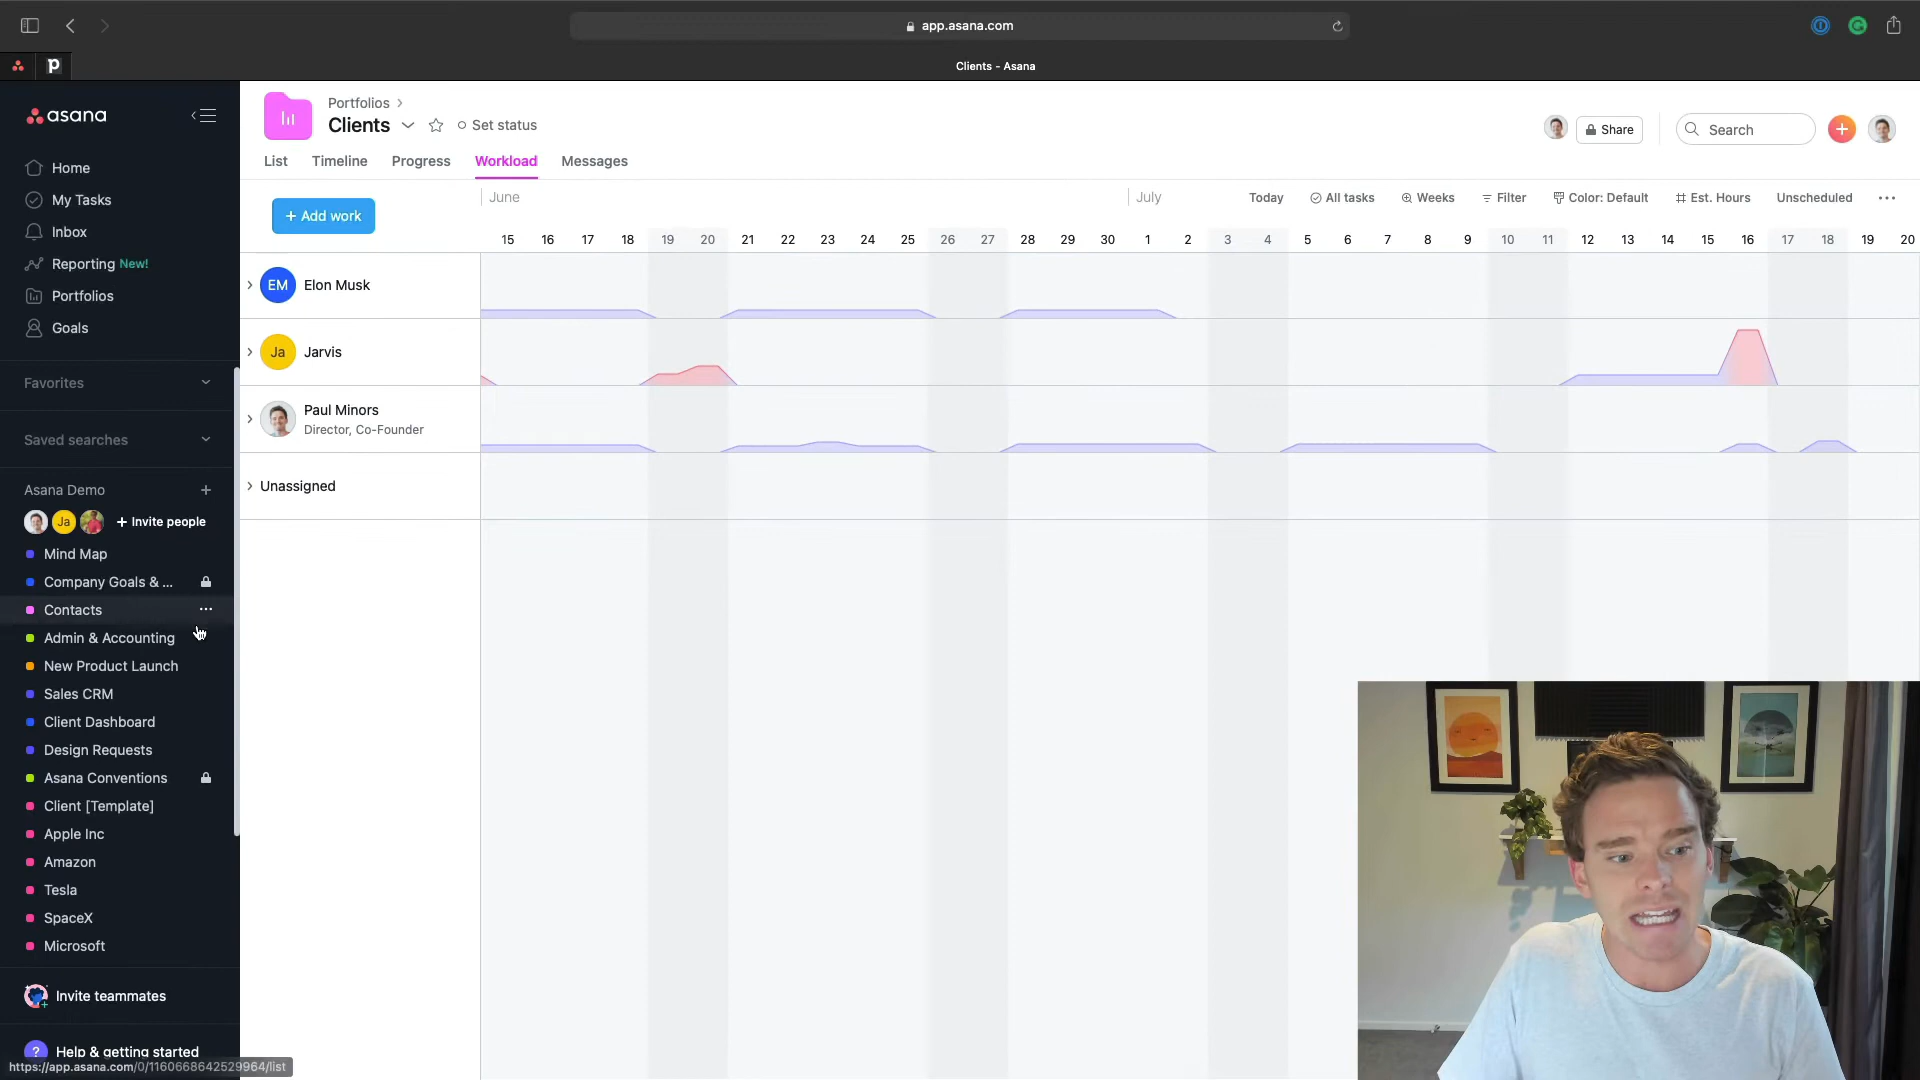 app.asana.com
p
Clients - Asana
asana
Home
My Tasks
Inbox
Reporting New!
Portfolios
Goals
Favorites
Saved searches
Asana Demo
Ja
+ Invite people
Mind Map
Company Goals & ...
Contacts
Admin & Accounting
New Product Launch
Sales CRM
Client Dashboard
Design Requests
Asana Conventions
Client [Template]
Apple Inc
Amazon
Tesla
SpaceX
Microsoft
Invite teammates
? Help & getting started
https://app.asana.com/0/1160668642529964/list
Portfolios >
Clients
Set status
Share
Search
List Timeline Progress Workload Messages
+ Add work
June
July
Today
All tasks
Weeks
Filter
Color: Default
Est. Hours
Unscheduled
15 16 17 18 19 20 21 22 23 24 25 26 27 28 29 30 1 2 3 4 5 6 7 8 9 10 11 12 13 14 15 16 17 18 19 20
EM Elon Musk
Ja Jarvis
Paul Minors
Director, Co-Founder
Unassigned